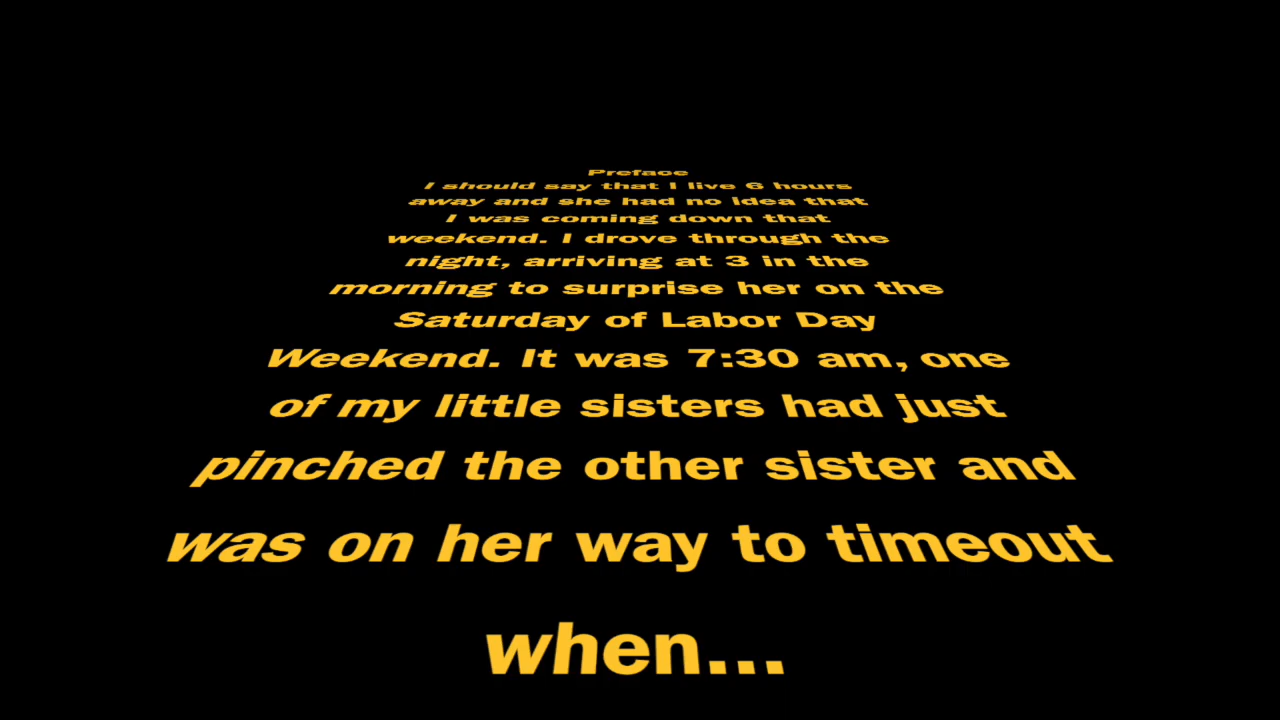 Preface
I should say that I live 6 hours
away and she had no idea that
I was coming down that
weekend. I drove through the
night, arriving at 3 in the
morning to surprise her on the
Saturday of Labor Day
Weekend. It was 7:30 am, one
of my little sisters had just
pinched the other sister and
was on her way to timeout
when...